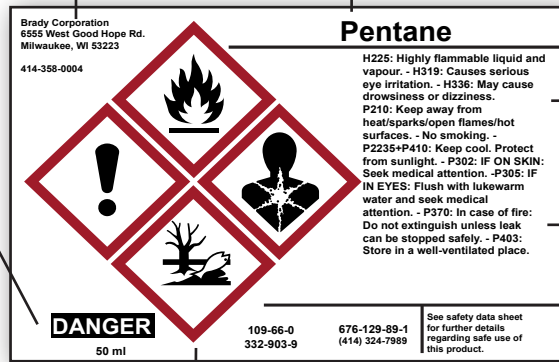 Brady Corporation
6555 West Good Hope Rd.
Milwaukee, WI 53223
414-358-0004
Pentane
H225: Highly flammable liquid and
vapour. - H319: Causes serious
eye irritation. - H336: May cause
drowsiness or dizziness.
P210: Keep away from
heat/sparks/open flames/hot
surfaces. - No smoking. -
P2235+P410: Keep cool. Protect
from sunlight. - P302: IF ON SKIN:
Seek medical attention. -P305: IF
IN EYES: Flush with lukewarm
water and seek medical
attention. - P370: In case of fire:
Do not extinguish unless leak
can be stopped safely. - P403:
Store in a well-ventilated place.
DANGER
50 ml
109-66-0
332-903-9
676-129-89-1
(414) 324-7989
See safety data sheet
for further details
regarding safe use of
this product.